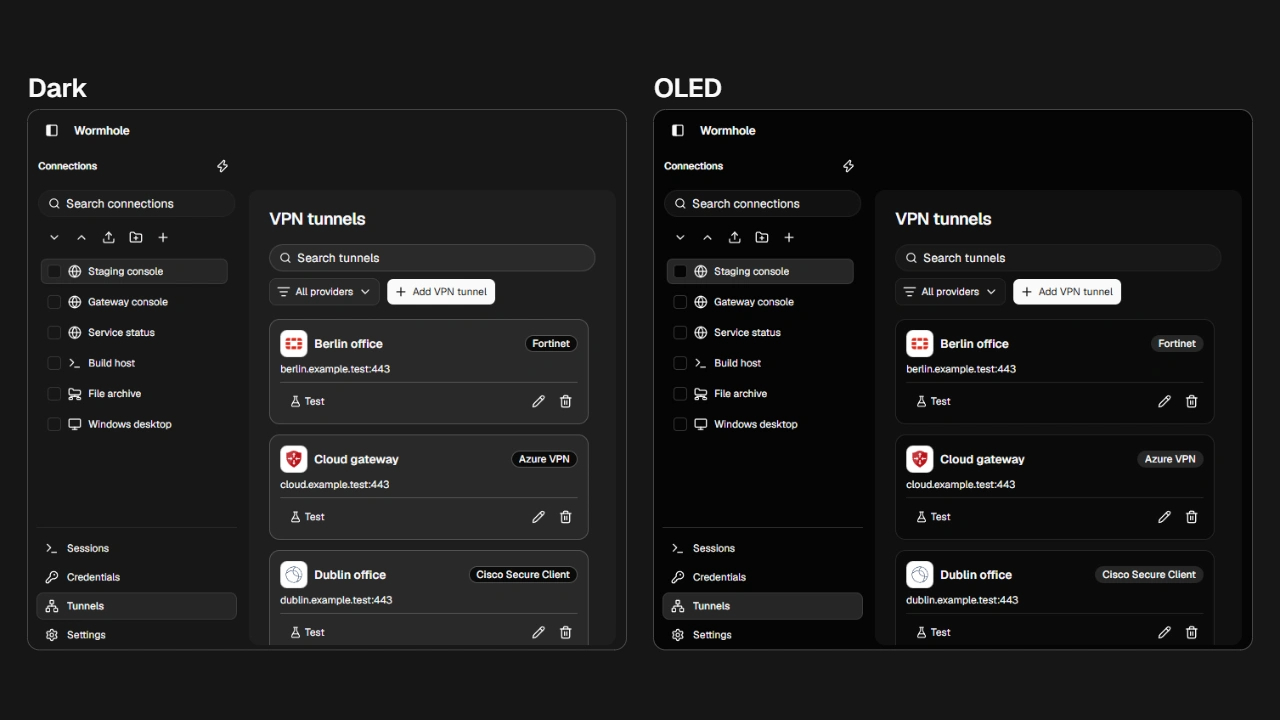 Dark
Wormhole
Connections
Search connections
Staging console
Gateway console
Service status
Build host
File archive
Windows desktop
Sessions
Credentials
Tunnels
Settings
VPN tunnels
Search tunnels
All providers
Add VPN tunnel
Berlin office
Fortinet
berlin.example.test:443
Test
Cloud gateway
Azure VPN
cloud.example.test:443
Test
Dublin office
Cisco Secure Client
dublin.example.test:443
Test
OLED
Wormhole
Connections
Search connections
Staging console
Gateway console
Service status
Build host
File archive
Windows desktop
Sessions
Credentials
Tunnels
Settings
VPN tunnels
Search tunnels
All providers
Add VPN tunnel
Berlin office
Fortinet
berlin.example.test:443
Test
Cloud gateway
Azure VPN
cloud.example.test:443
Test
Dublin office
Cisco Secure Client
dublin.example.test:443
Test